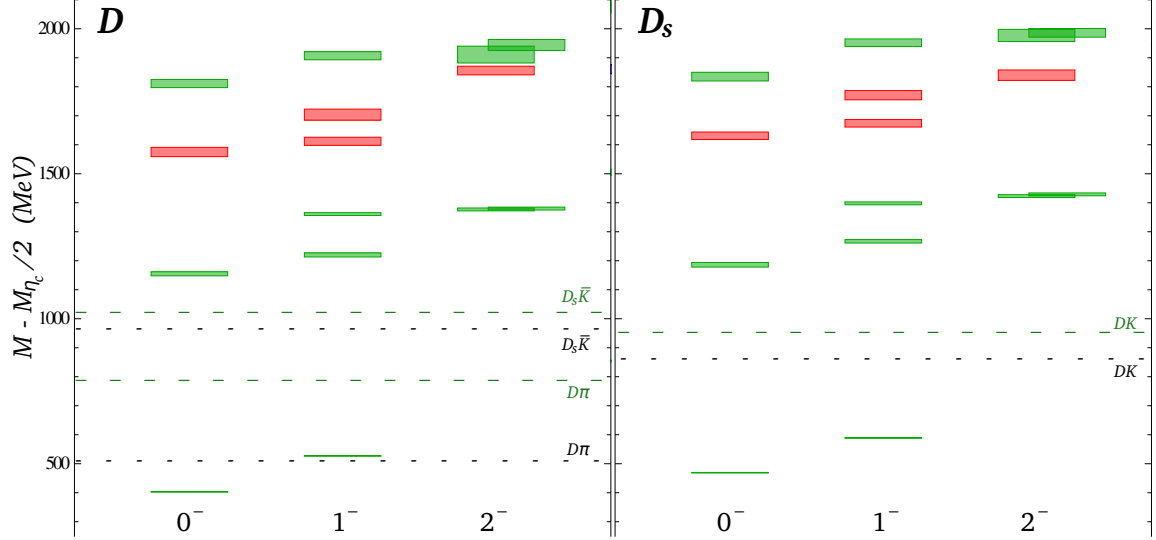 D
D_s
M - M_{η_c}/2 (MeV)
2000
1500
1000
500
D_s K̄
D_s K̄
Dπ
Dπ
DK
DK
0⁻ 1⁻ 2⁻
0⁻ 1⁻ 2⁻